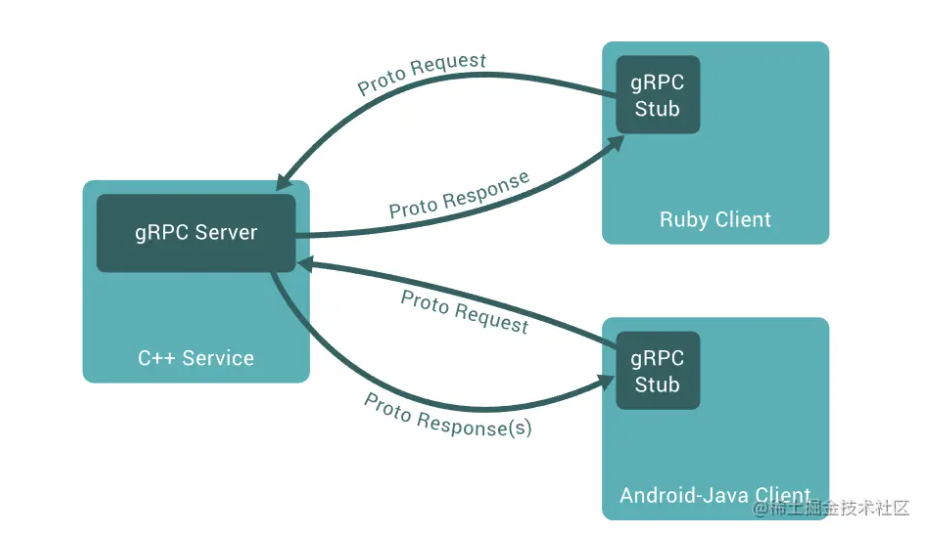 Proto Request
gRPC
Stub
Proto Response
Ruby Client
gRPC Server
C++ Service
Proto Request
gRPC
Stub
Proto Response(s)
Android-Java Client
@稀土掘金技术社区